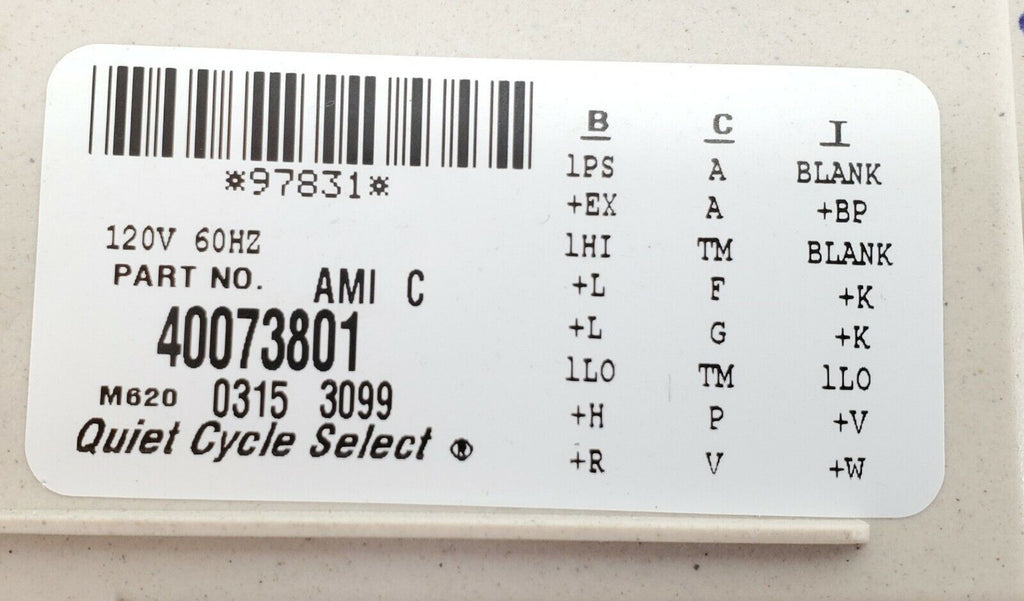 *97831*
120V 60HZ
PART NO. AMI C
40073801
M620 0315 3099
Quiet Cycle Select ®
B C I
1PS A BLANK
+EX A +BP
1HI TM BLANK
+L F +K
+L G +K
1LO TM 1LO
+H P +V
+R V +W